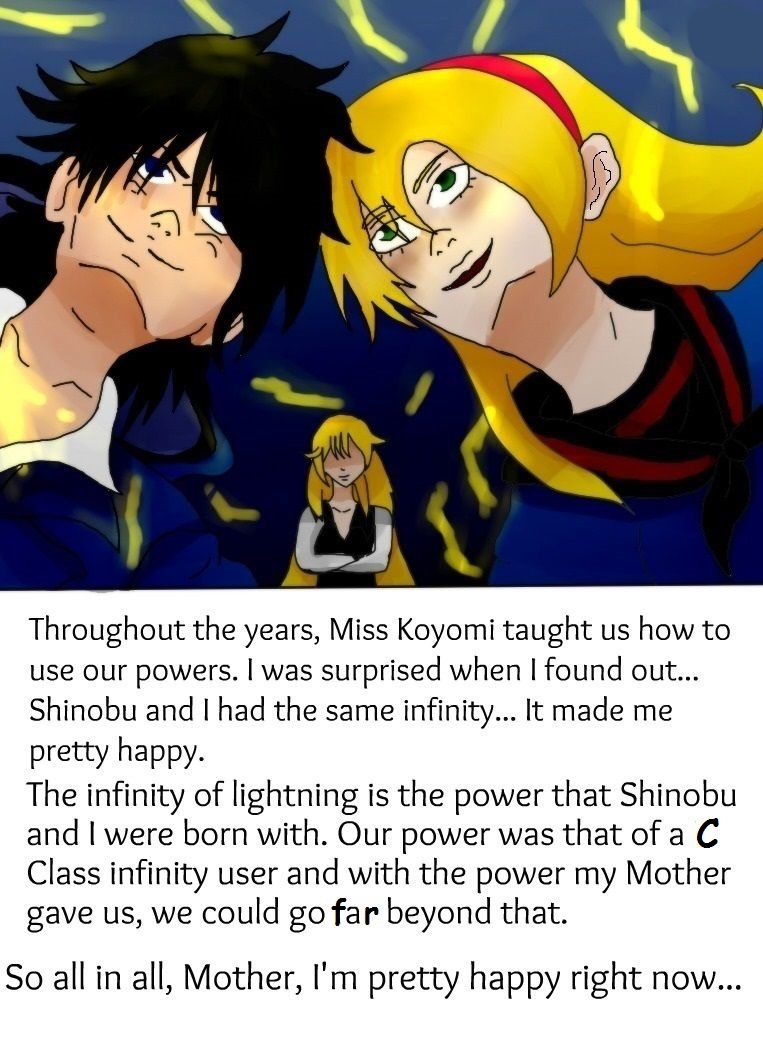 Throughout the years, Miss Koyomi taught us how to
use our powers. I was surprised when I found out...
Shinobu and I had the same infinity... It made me
pretty happy.
The infinity of lightning is the power that Shinobu
and I were born with. Our power was that of a C
Class infinity user and with the power my Mother
gave us, we could go far beyond that.
So all in all, Mother, I'm pretty happy right now...